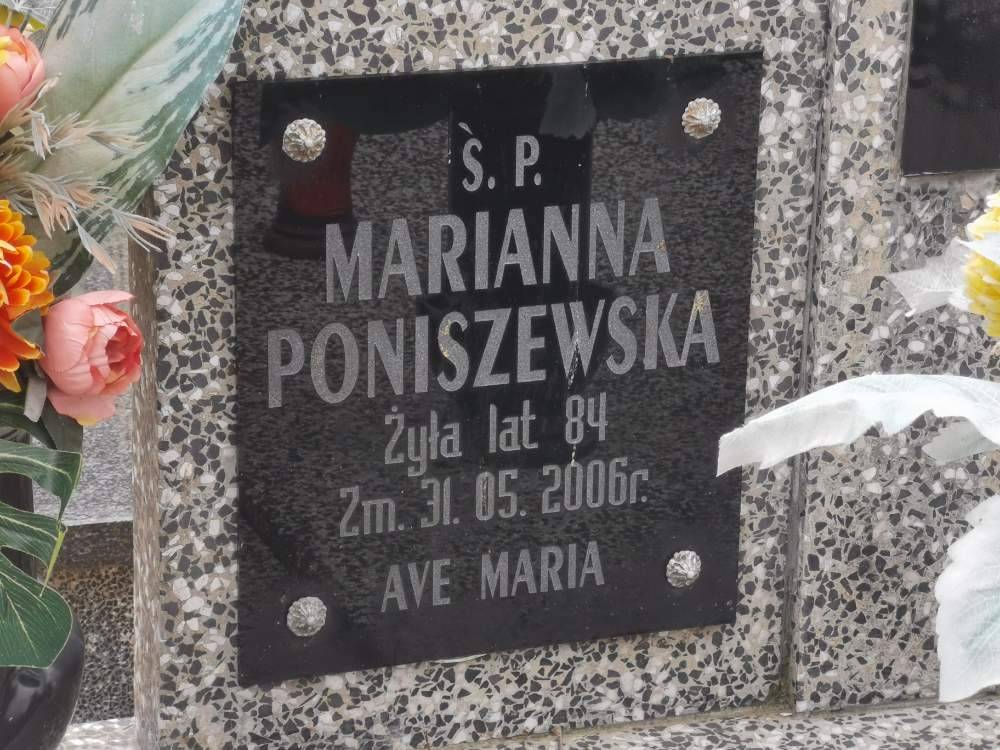 Ś. P.
MARIANNA
PONISZEWSKA
Żyła lat 84
Zm. 31. 05. 2006r.
AVE MARIA